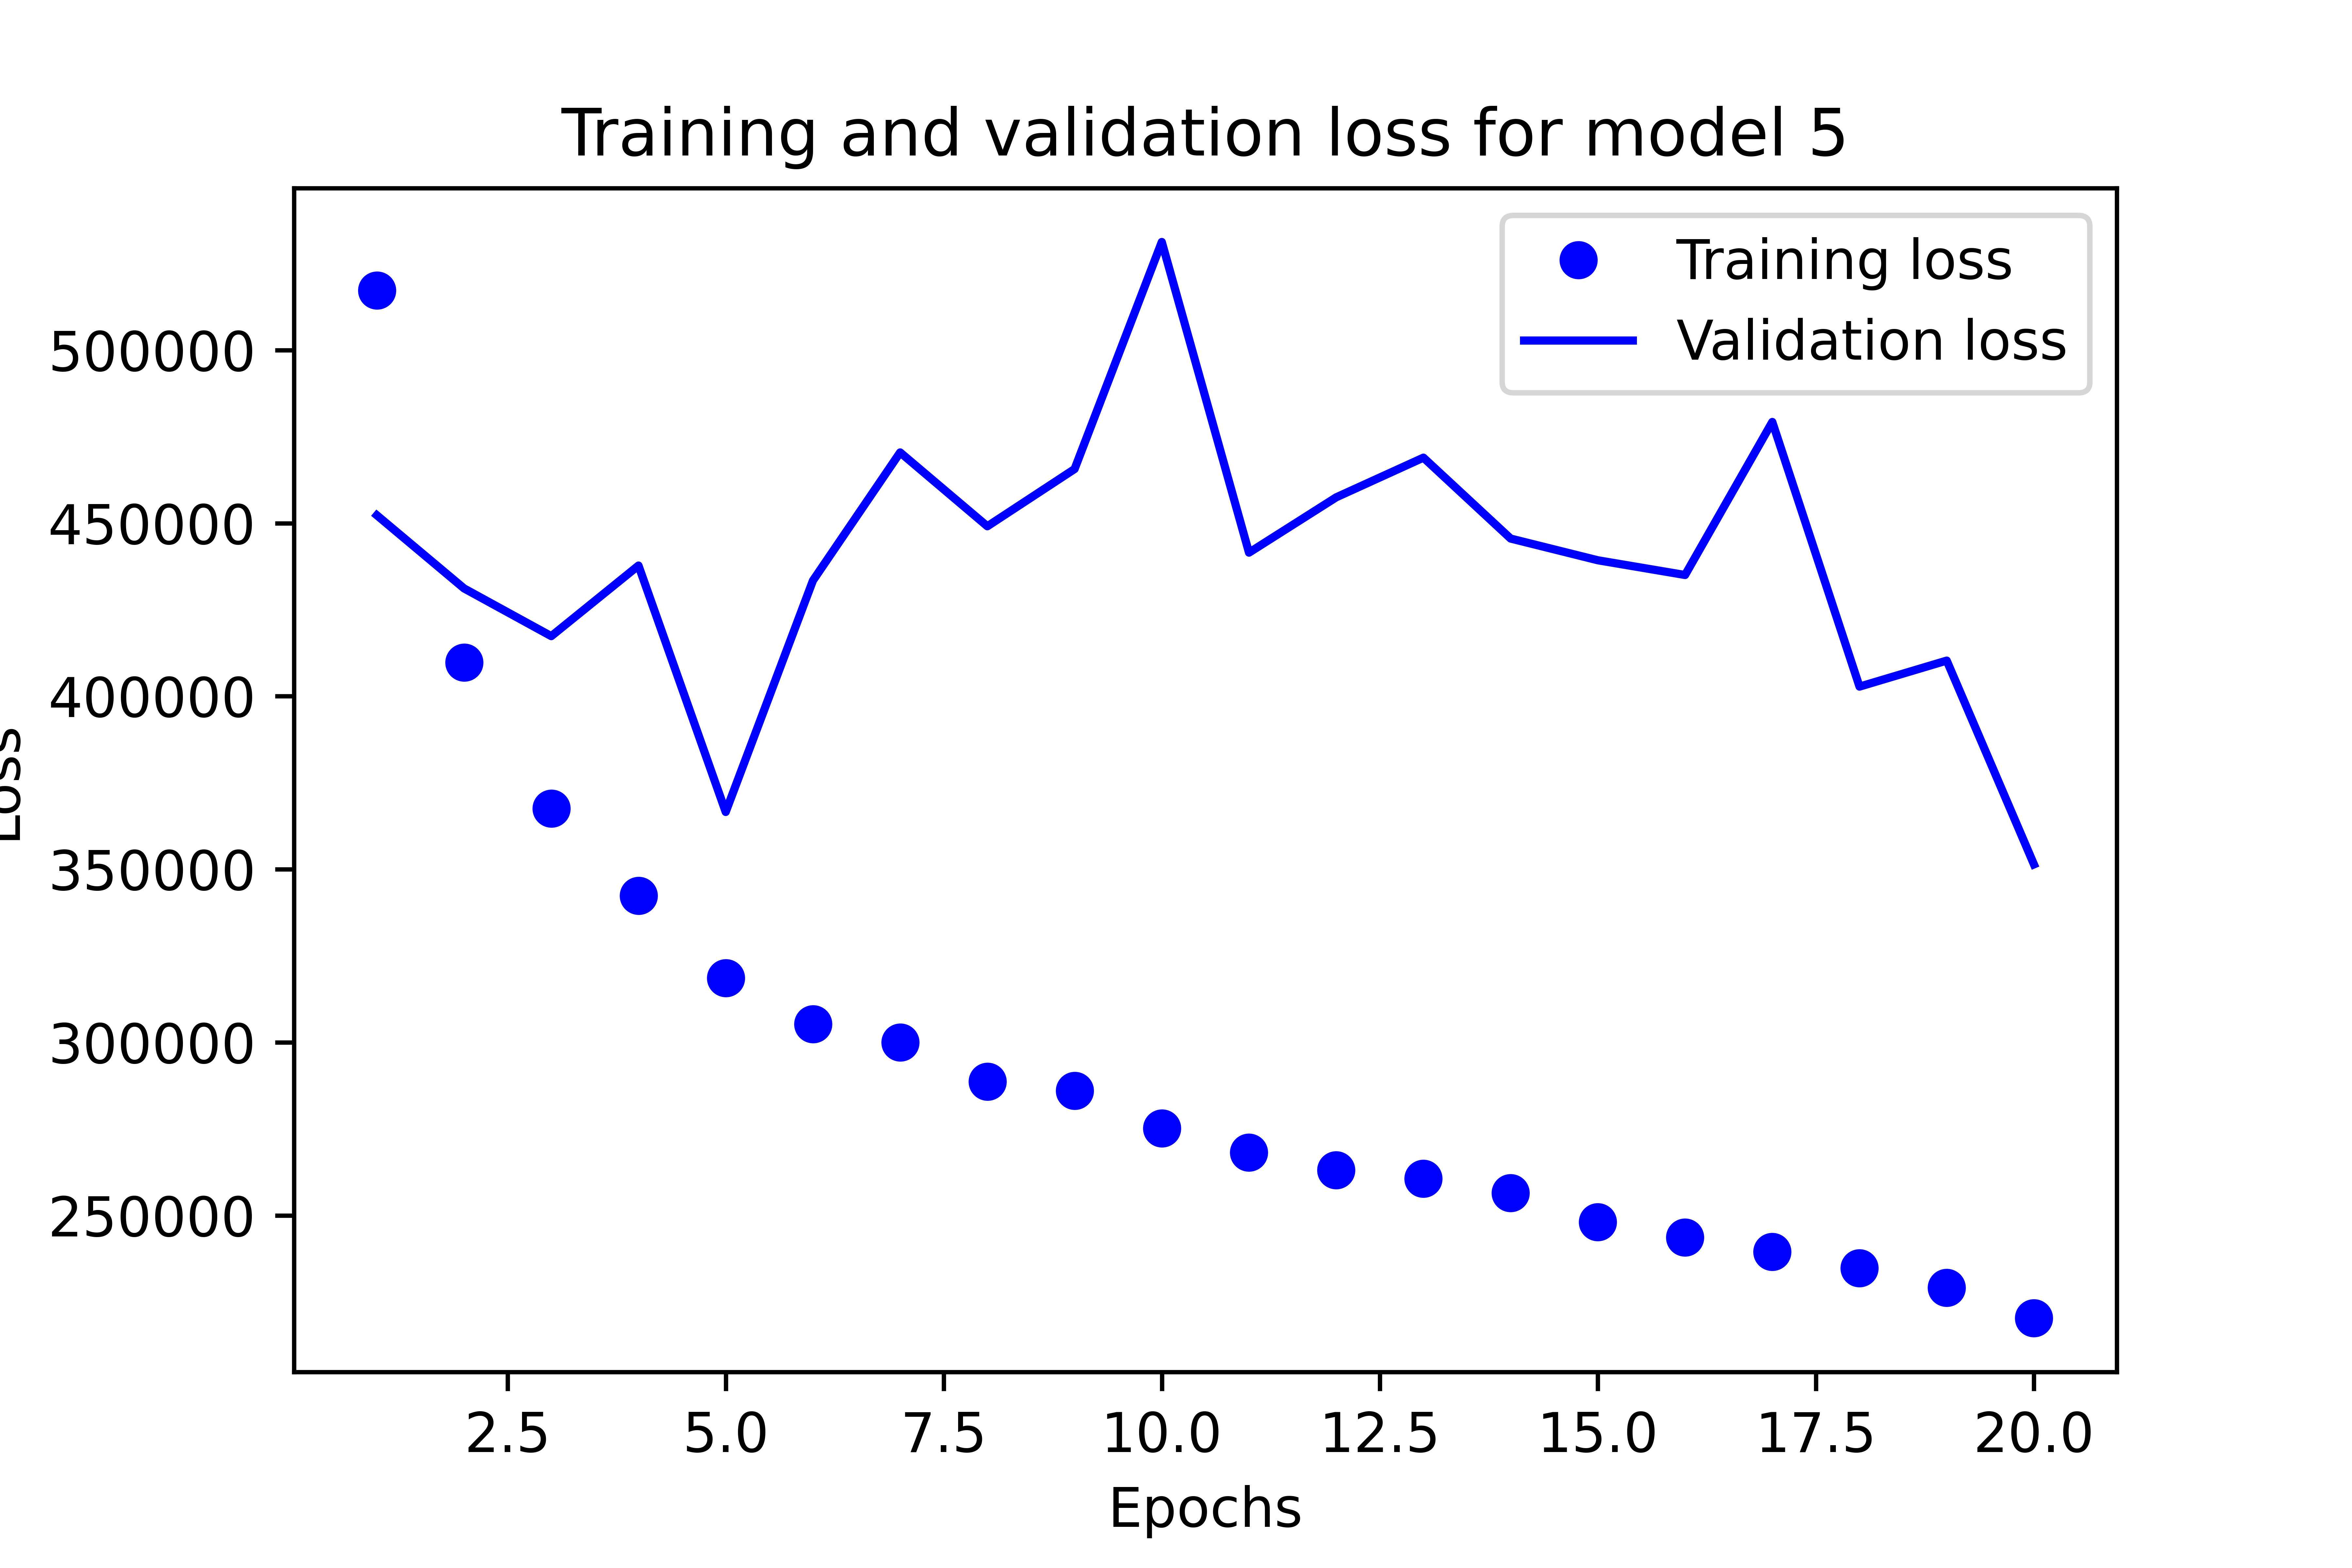 Training and validation loss for model 5
Training loss
Validation loss
500000
450000
400000
350000
300000
250000
Loss
2.5 5.0 7.5 10.0 12.5 15.0 17.5 20.0
Epochs